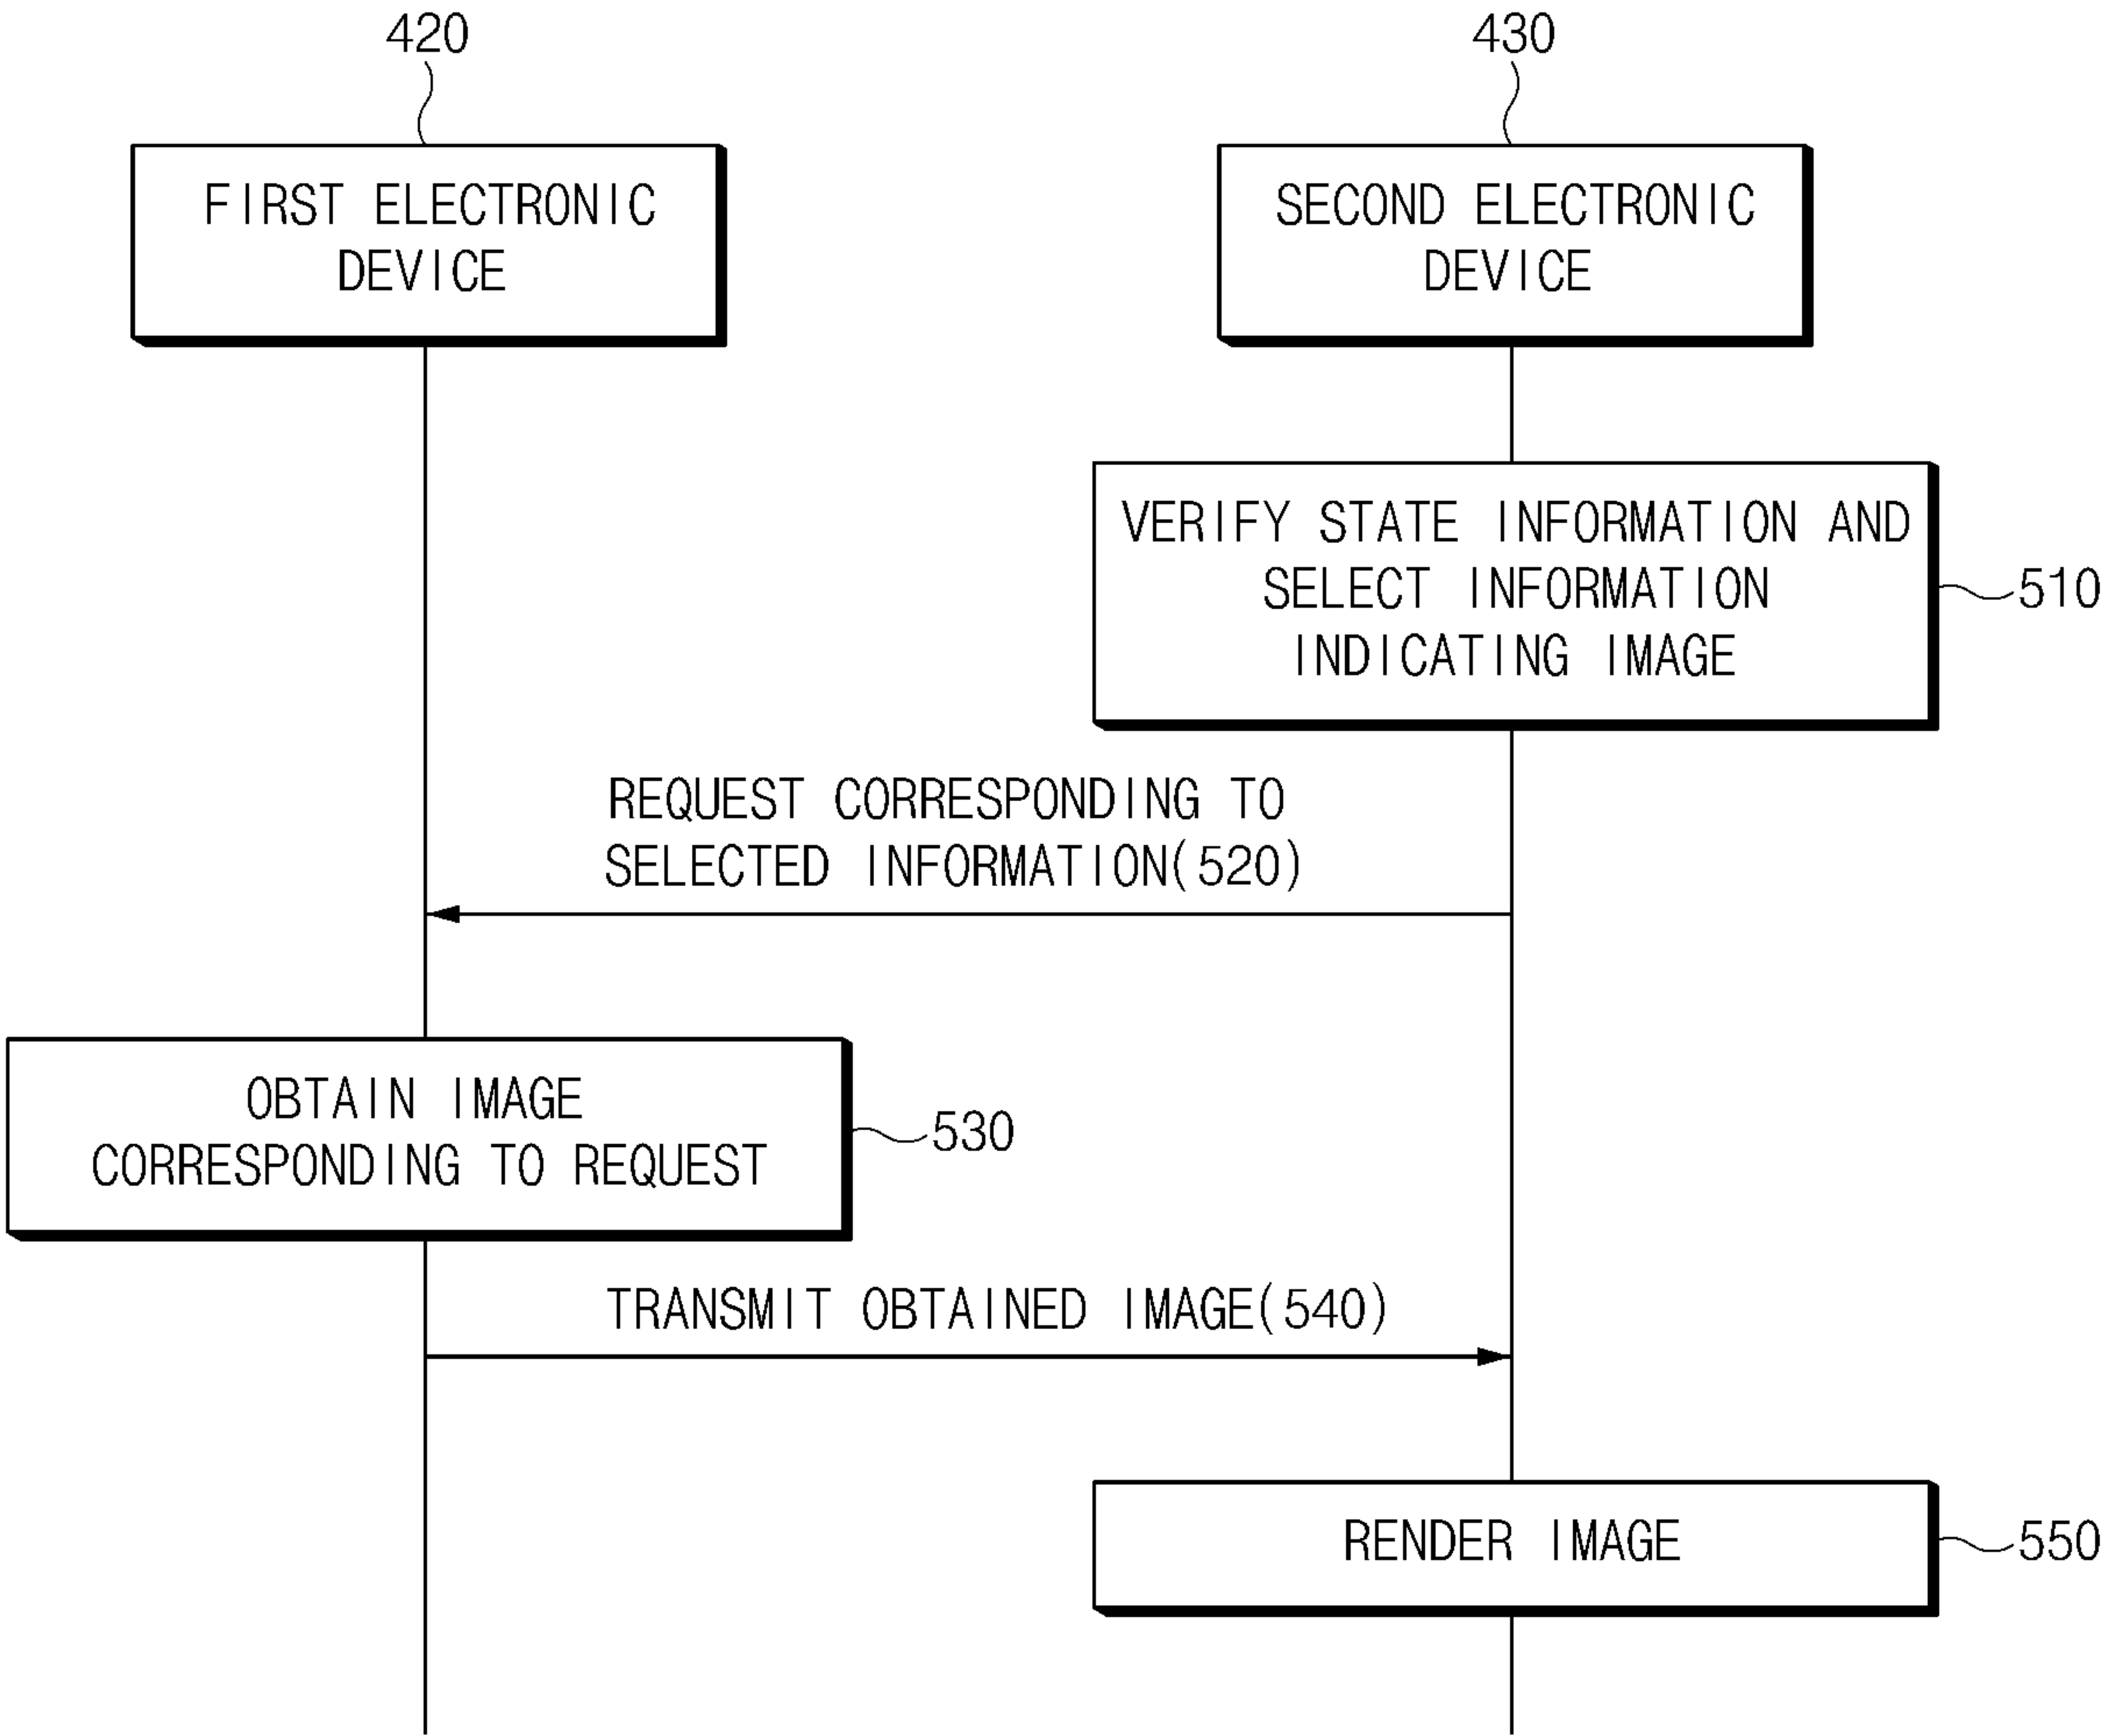 420
430
FIRST ELECTRONIC
DEVICE
SECOND ELECTRONIC
DEVICE
VERIFY STATE INFORMATION AND
SELECT INFORMATION
INDICATING IMAGE
510
REQUEST CORRESPONDING TO
SELECTED INFORMATION(520)
OBTAIN IMAGE
CORRESPONDING TO REQUEST
530
TRANSMIT OBTAINED IMAGE(540)
RENDER IMAGE
550